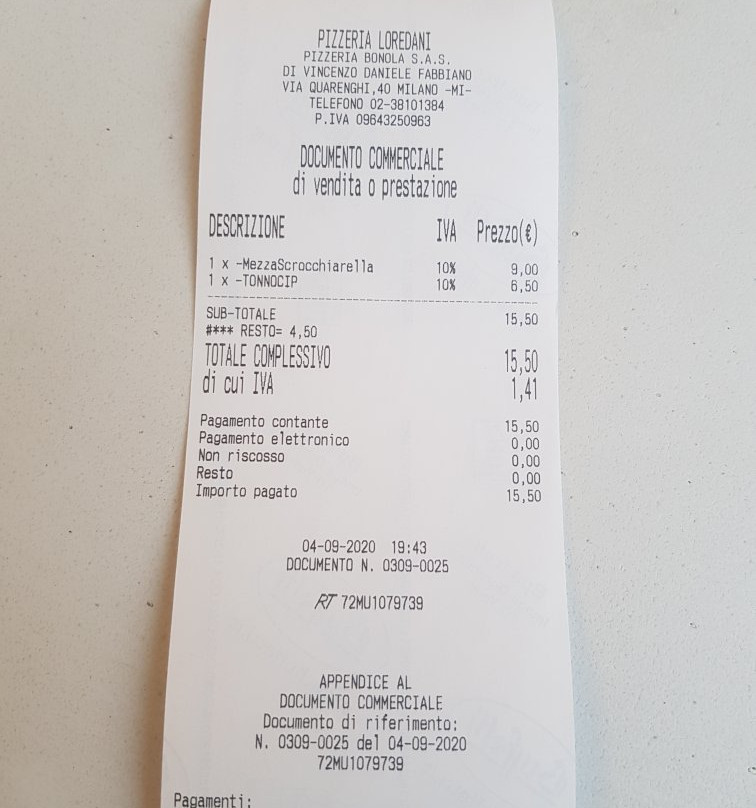 PIZZERIA LOREDANI
PIZZERIA BONOLA S.A.S.
DI VINCENZO DANIELE FABBIANO
VIA QUARENGHI,40 MILANO -MI-
TELEFONO 02-38101384
P.IVA 09643250963
DOCUMENTO COMMERCIALE
di vendita o prestazione
DESCRIZIONE IVA Prezzo(€)
1 x -MezzaScrocchiarella 10% 9,00
1 x -TONNOCIP 10% 6,50
SUB-TOTALE 15,50
#*** RESTO= 4,50
TOTALE COMPLESSIVO 15,50
di cui IVA 1,41
Pagamento contante 15,50
Pagamento elettronico 0,00
Non riscosso 0,00
Resto 0,00
Importo pagato 15,50
04-09-2020 19:43
DOCUMENTO N. 0309-0025
RT 72MU1079739
APPENDICE AL
DOCUMENTO COMMERCIALE
Documento di riferimento:
N. 0309-0025 del 04-09-2020
72MU1079739
Pagamenti: